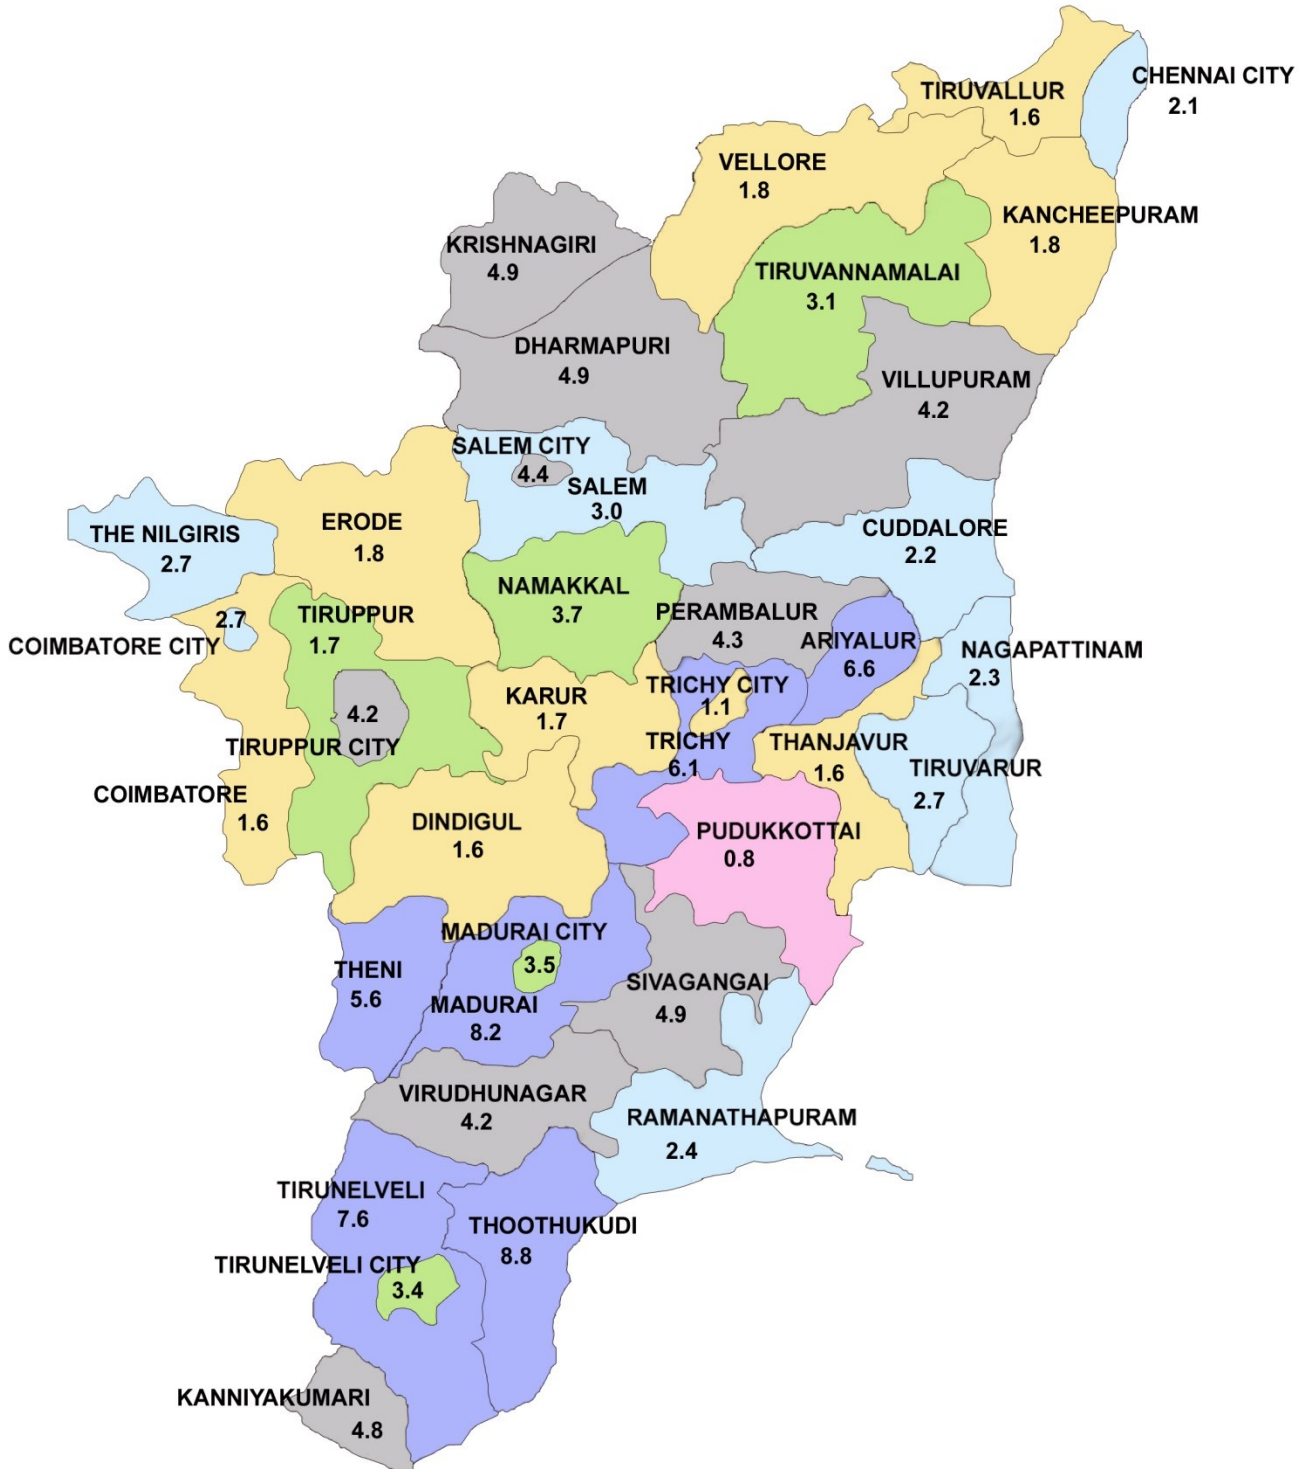 CHENNAI CITY
2.1
TIRUVALLUR
1.6
VELLORE
1.8
KANCHEEPURAM
1.8
KRISHNAGIRI
4.9
TIRUVANNAMALAI
3.1
DHARMAPURI
4.9
VILLUPURAM
4.2
SALEM CITY
4.4
SALEM
3.0
THE NILGIRIS
2.7
ERODE
1.8
CUDDALORE
2.2
NAMAKKAL
3.7
PERAMBALUR
4.3
ARIYALUR
6.6
2.7
COIMBATORE CITY
TIRUPPUR
1.7
NAGAPATTINAM
2.3
KARUR
1.7
TRICHY CITY
1.1
4.2
TIRUPPUR CITY
TRICHY
6.1
THANJAVUR
1.6
TIRUVARUR
2.7
COIMBATORE
1.6
DINDIGUL
1.6
PUDUKKOTTAI
0.8
MADURAI CITY
3.5
THENI
5.6
MADURAI
8.2
SIVAGANGAI
4.9
VIRUDHUNAGAR
4.2
RAMANATHAPURAM
2.4
TIRUNELVELI
7.6
THOOTHUKUDI
8.8
TIRUNELVELI CITY
3.4
KANNIYAKUMARI
4.8